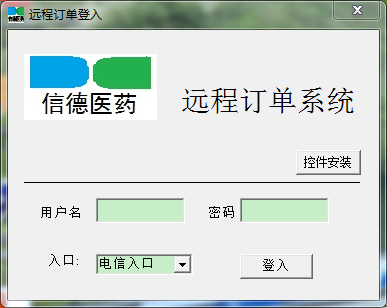 远程订单登入
信德医药
远程订单系统
控件安装
用户名 密码
入口: 电信入口
登入